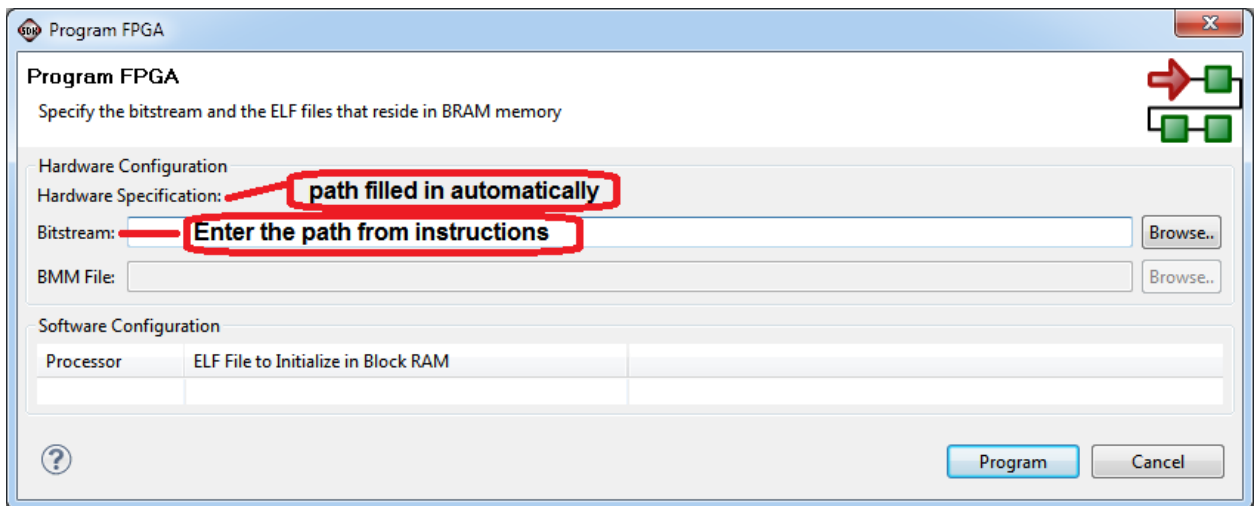 SDK Program FPGA
Program FPGA
Specify the bitstream and the ELF files that reside in BRAM memory
Hardware Configuration
Hardware Specification: path filled in automatically
Bitstream: Enter the path from instructions Browse..
BMM File: Browse..
Software Configuration
Processor ELF File to Initialize in Block RAM
? Program Cancel